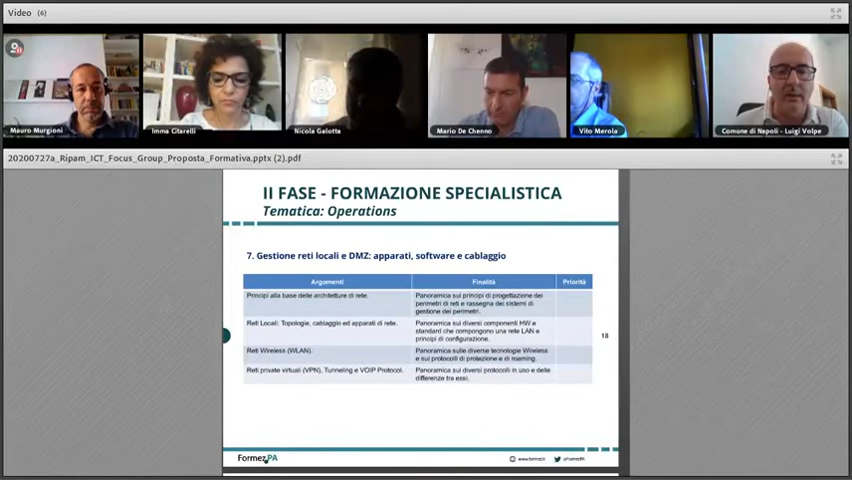 Video (6)
Mauro Murgioni
Imma Citarelli
Nicola Galotta
Mario De Chenno
Vito Merola
Comune di Napoli - Luigi Volpe
20200727a_Ripam_ICT_Focus_Group_Proposta_Formativa.pptx (2).pdf
II FASE - FORMAZIONE SPECIALISTICA
Tematica: Operations
7. Gestione reti locali e DMZ: apparati, software e cablaggio
Argomenti Finalità Priorità
Principi alla base delle architetture di rete.
Panoramica sui principi di progettazione dei
perimetri di reti e rassegna dei sistemi di
gestione dei perimetri.
Reti Locali: Topologie, cablaggio ed apparati di rete.
Panoramica sui diversi componenti HW e
standard che compongono una rete LAN e
principi di configurazione.
Reti Wireless (WLAN).
Panoramica sulle diverse tecnologie Wireless
e sui protocolli di protezione e di roaming.
Reti private virtuali (VPN), Tunneling e VOIP Protocol.
Panoramica sui diversi protocolli in uso e delle
differenze tra essi.
18
FormezPA
www.formez.it
@FormezPA